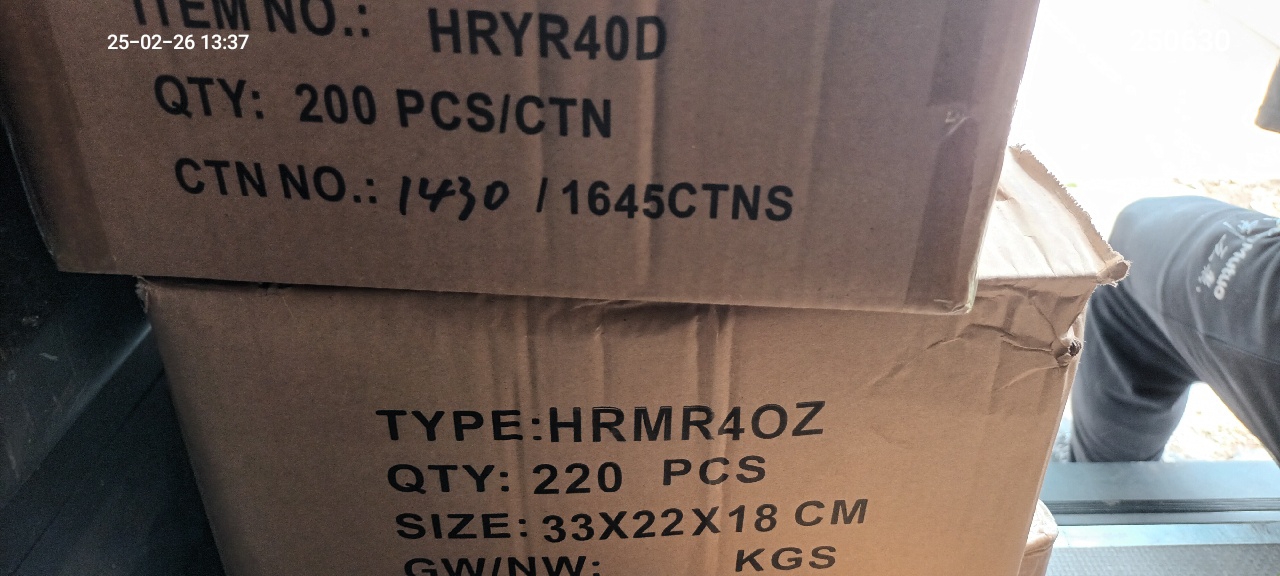 ITEM NO.: HRYR40D
25-02-26 13:37
QTY: 200 PCS/CTN
CTN NO.: 1430 / 1645CTNS
TYPE:HRMR4OZ
QTY: 220 PCS
SIZE: 33X22X18 CM
GW/NW: KGS